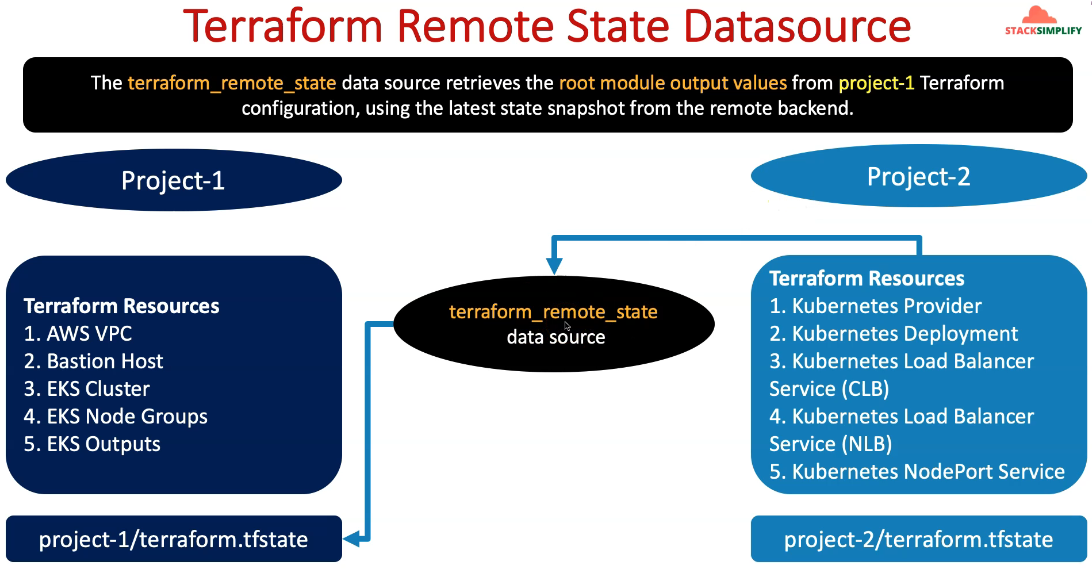 Terraform Remote State Datasource
STACKSIMPLIFY
The terraform_remote_state data source retrieves the root module output values from project-1 Terraform
configuration, using the latest state snapshot from the remote backend.
Project-1
Project-2
Terraform Resources
1. AWS VPC
2. Bastion Host
3. EKS Cluster
4. EKS Node Groups
5. EKS Outputs
terraform_remote_state
data source
Terraform Resources
1. Kubernetes Provider
2. Kubernetes Deployment
3. Kubernetes Load Balancer
Service (CLB)
4. Kubernetes Load Balancer
Service (NLB)
5. Kubernetes NodePort Service
project-1/terraform.tfstate
project-2/terraform.tfstate